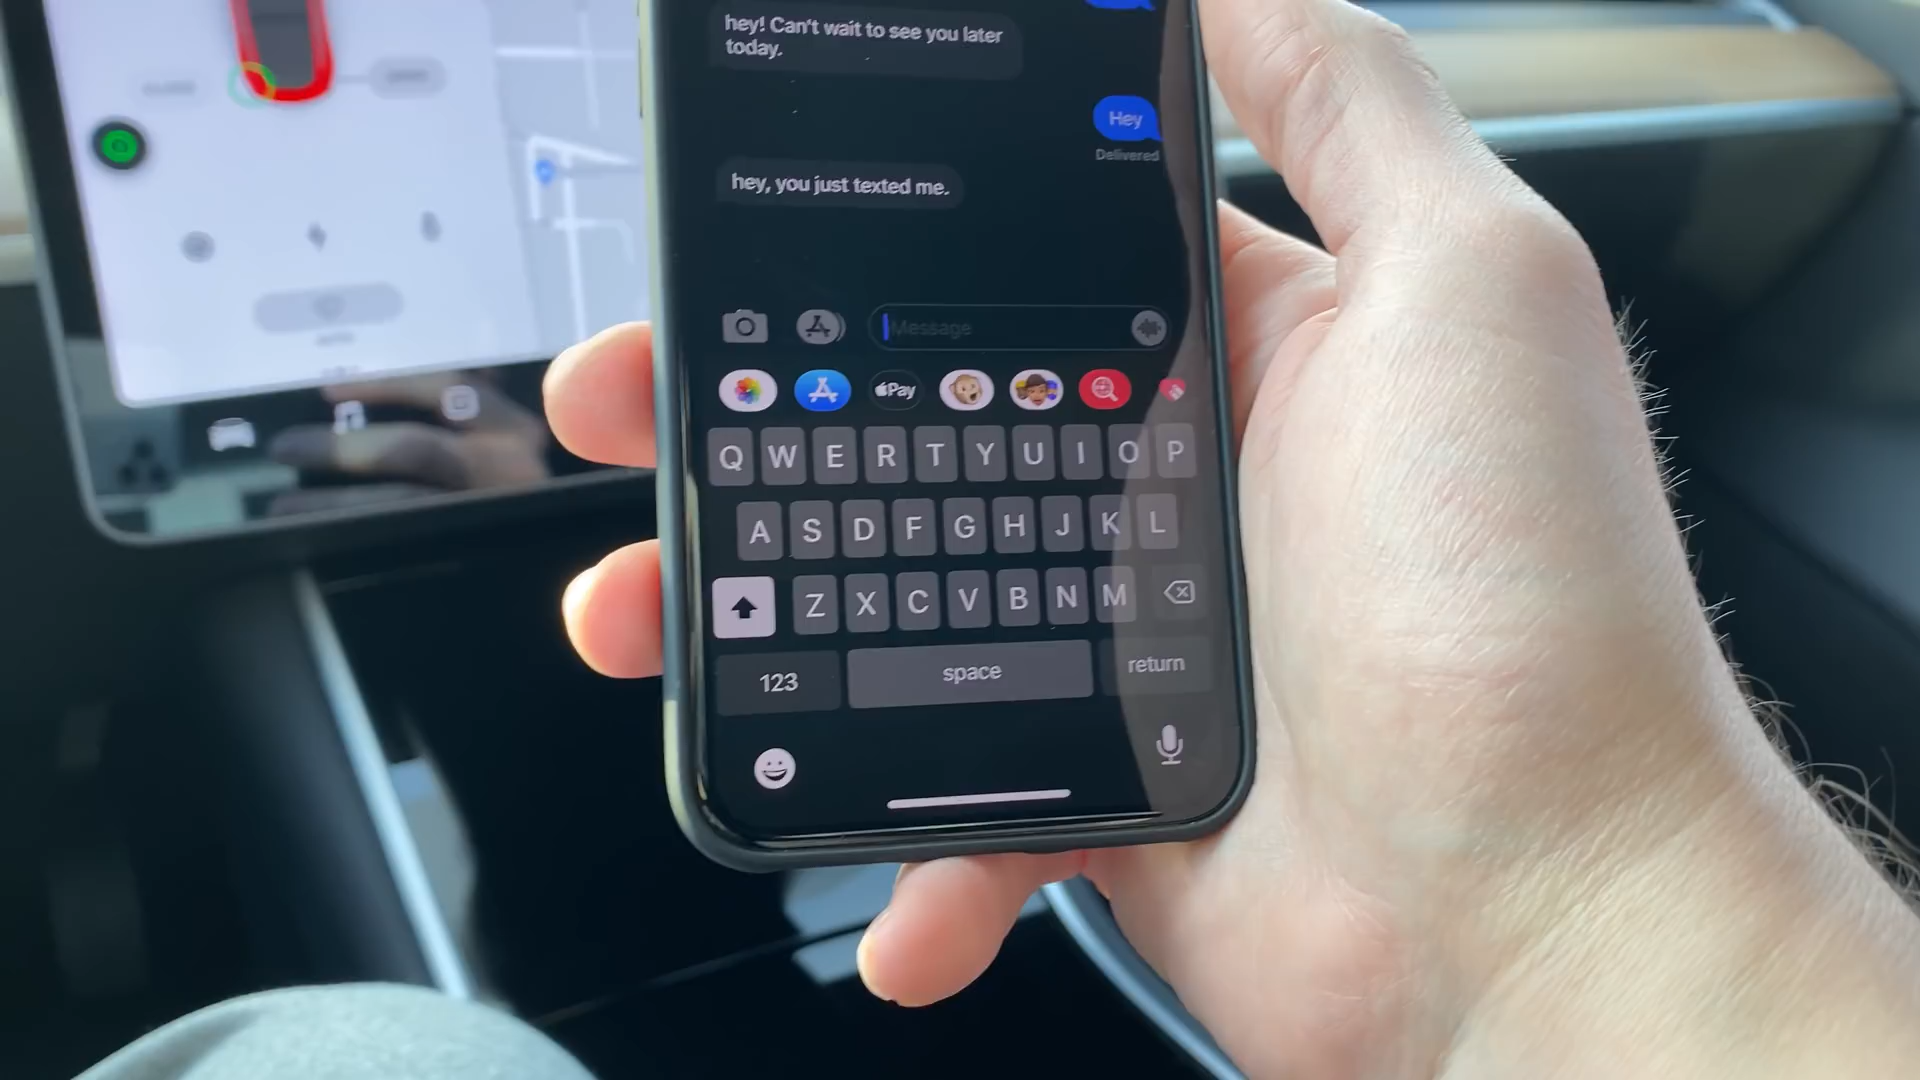 hey! Can't wait to see you later
today.
Hey
Delivered
hey, you just texted me.
Message
Pay
Q W E R T Y U I O P
A S D F G H J K L
Z X C V B N M
123 space return